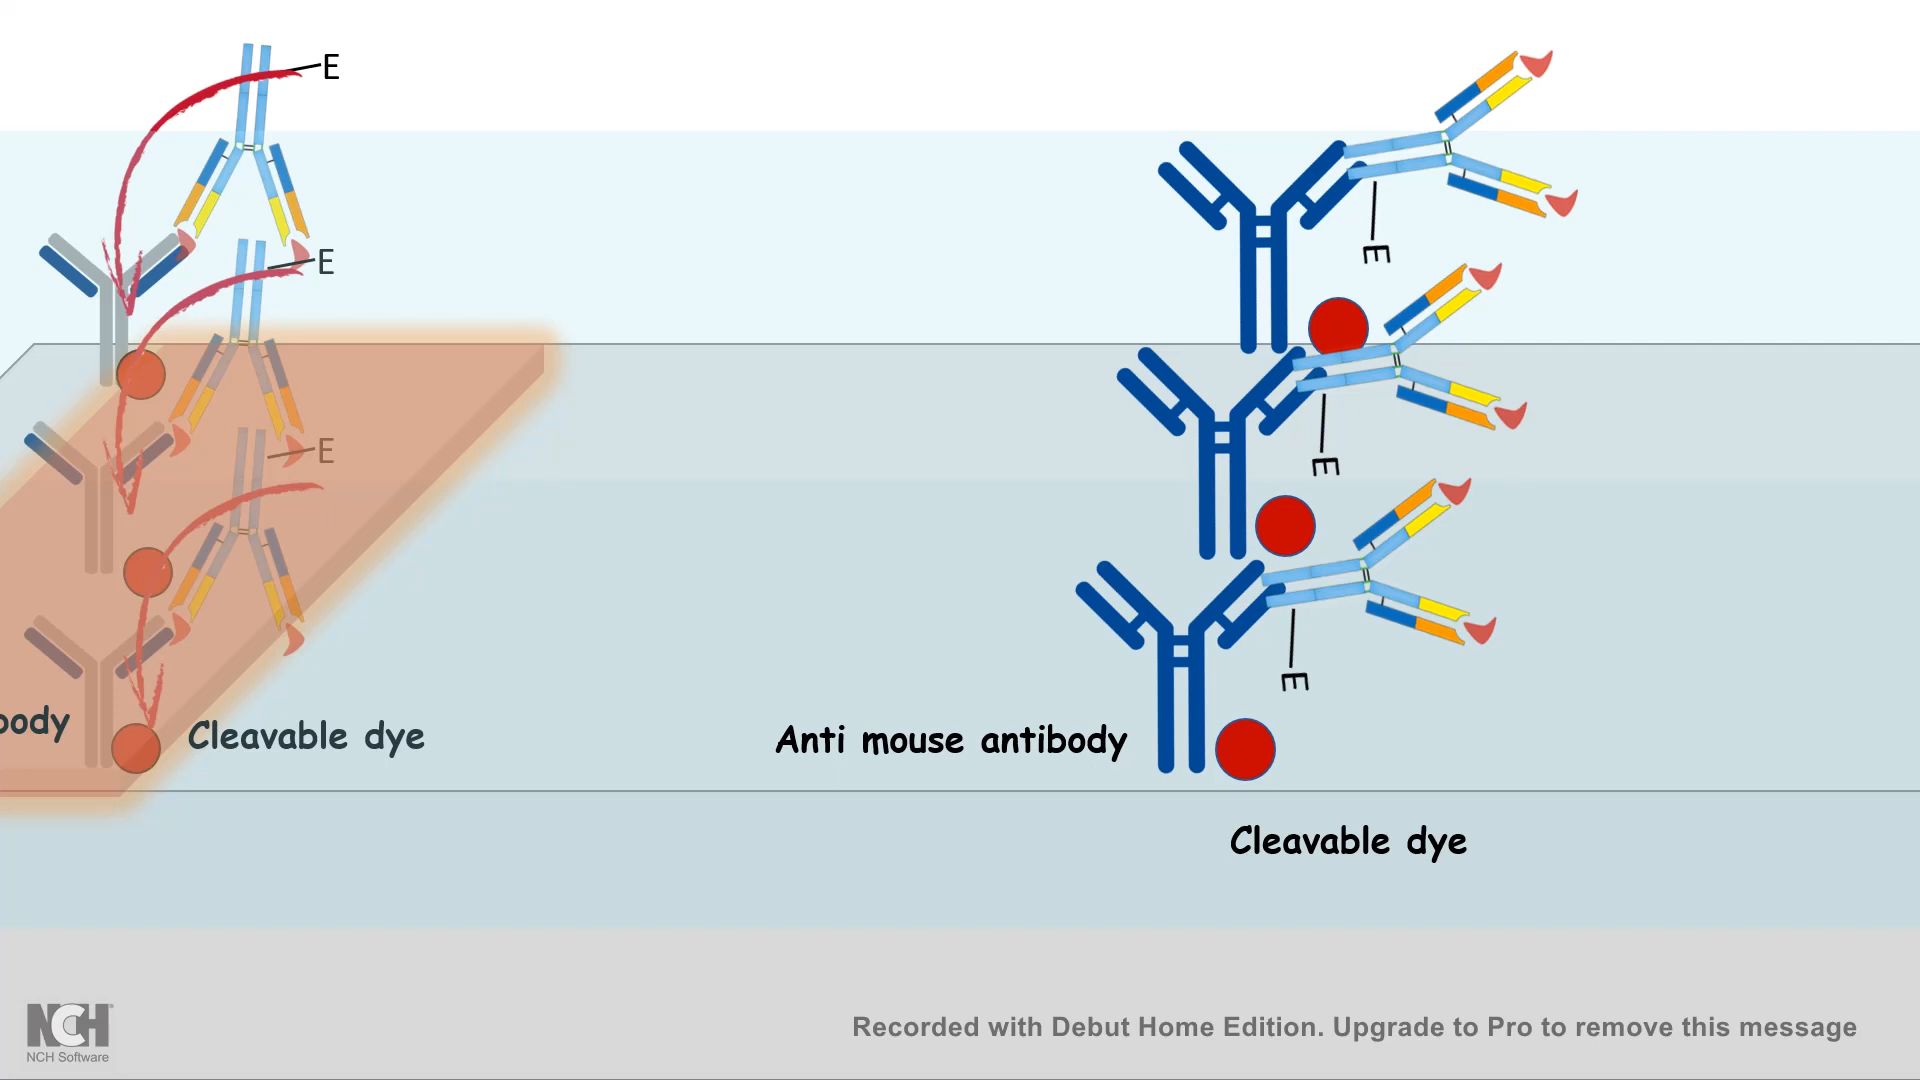 E
E
E
E
E
E
body
Cleavable dye
Anti mouse antibody
Cleavable dye
NCH
NCH Software
Recorded with Debut Home Edition. Upgrade to Pro to remove this message